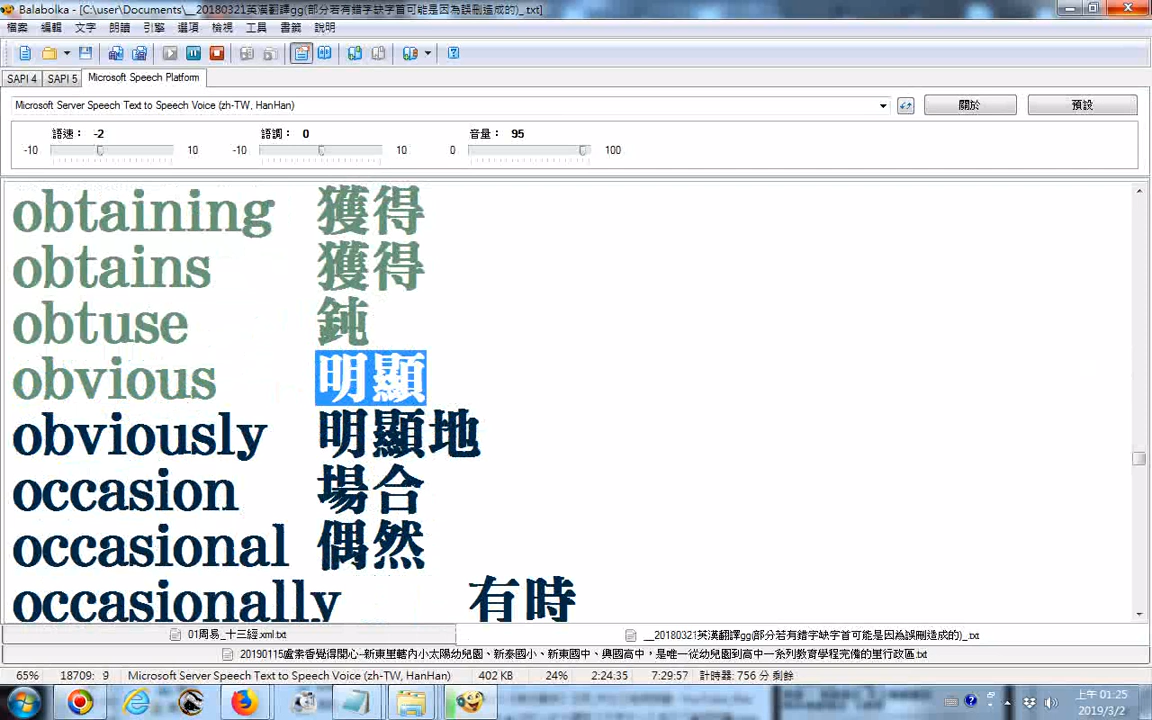 Balabolka - [C:\user\Documents\__20180321英漢翻譯gg(部分若有錯字缺字首可能是因為誤刪造成的)_.txt]
檔案 編輯 文字 朗讀 引擎 選項 檢視 工具 書籤 說明
SAPI 4 SAPI 5 Microsoft Speech Platform
Microsoft Server Speech Text to Speech Voice (zh-TW, HanHan) 關於 預設
語速： -2 語調： 0 音量： 95
-10 10 -10 10 0 100
obtaining 獲得
obtains 獲得
obtuse 鈍
obvious 明顯
obviously 明顯地
occasion 場合
occasional 偶然
occasionally 有時
01周易_十三經.xml.txt __20180321英漢翻譯gg(部分若有錯字缺字首可能是因為誤刪造成的)_.txt
20190115盧素香覺得開心-新東里轄內小太陽幼兒園、新泰國小、新東國中、興國高中，是唯一從幼兒園到高中一系列教育學程完備的里行政區.txt
65% 18709: 9 Microsoft Server Speech Text to Speech Voice (zh-TW, HanHan) 402 KB 24% 2:24:35 7:29:57 計時器: 756 分 剩餘
上午 01:25
2019/3/2